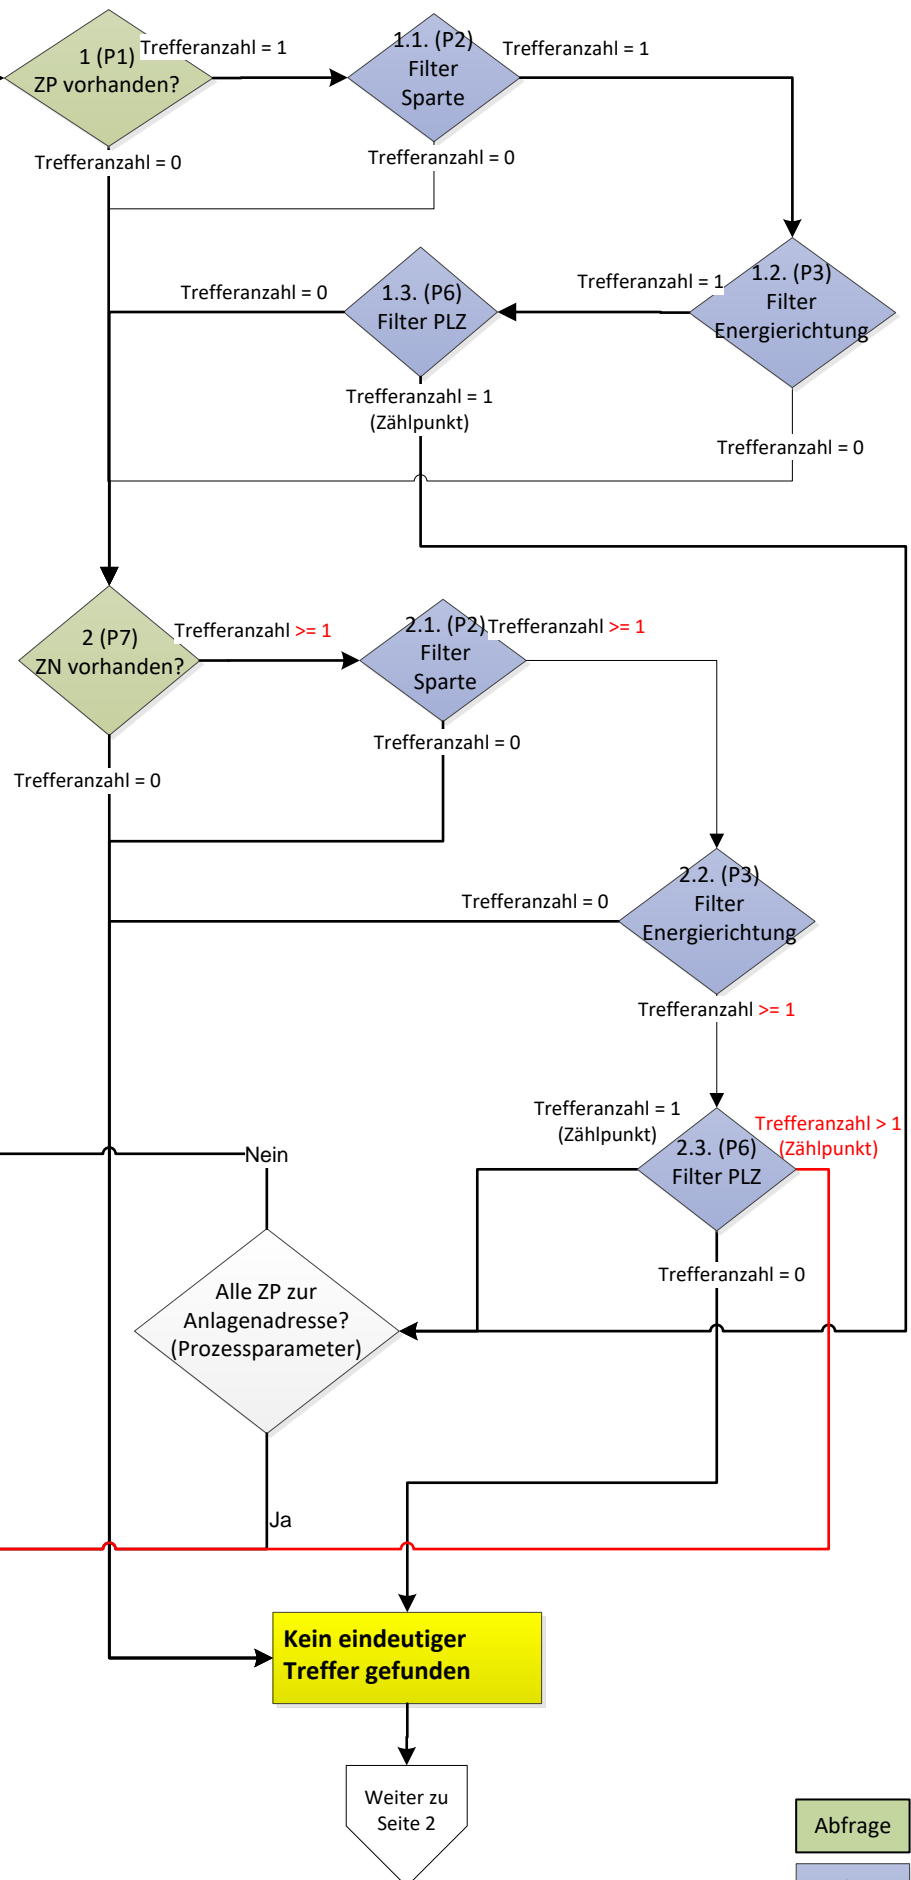 1 (P1)
ZP vorhanden?
Trefferanzahl = 1
1.1. (P2)
Filter
Sparte
Trefferanzahl = 1
Trefferanzahl = 0
Trefferanzahl = 0
Trefferanzahl = 0
1.3. (P6)
Filter PLZ
Trefferanzahl = 1
1.2. (P3)
Filter
Energierichtung
Trefferanzahl = 1
(Zählpunkt)
Trefferanzahl = 0
2 (P7)
ZN vorhanden?
Trefferanzahl >= 1
2.1. (P2)
Filter
Sparte
Trefferanzahl >= 1
Trefferanzahl = 0
Trefferanzahl = 0
2.2. (P3)
Filter
Energierichtung
Trefferanzahl = 0
Trefferanzahl >= 1
Trefferanzahl = 1
(Zählpunkt)
Trefferanzahl > 1
(Zählpunkt)
2.3. (P6)
Filter PLZ
Nein
Trefferanzahl = 0
Alle ZP zur
Anlagenadresse?
(Prozessparameter)
Ja
Kein eindeutiger
Treffer gefunden
Weiter zu
Seite 2
Abfrage